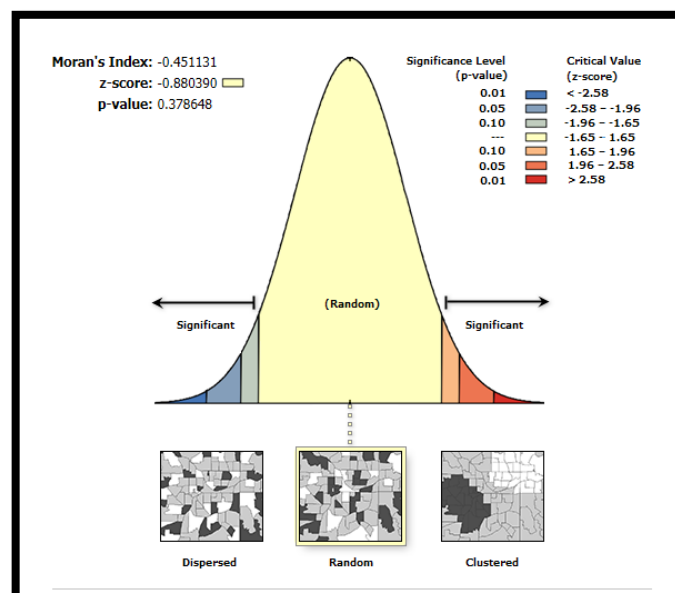 Moran's Index: -0.451131
z-score: -0.880390
p-value: 0.378648
Significance Level
(p-value)
Critical Value
(z-score)
0.01 < -2.58
0.05 -2.58 – -1.96
0.10 -1.96 – -1.65
--- -1.65 – 1.65
0.10 1.65 – 1.96
0.05 1.96 – 2.58
0.01 > 2.58
(Random)
Significant
Significant
Dispersed
Random
Clustered